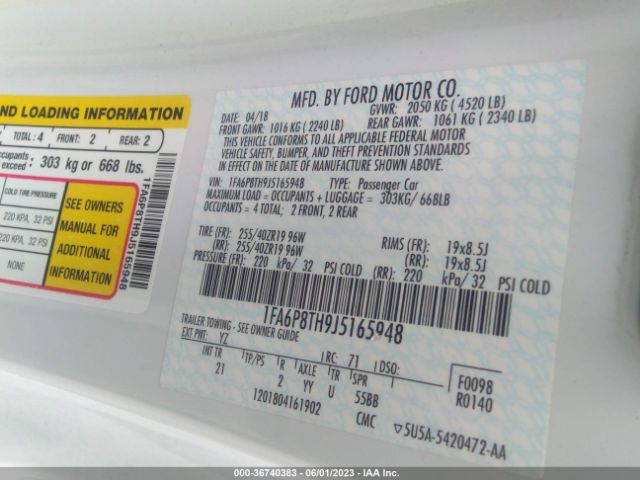 ND LOADING INFORMATION
TOTAL: 4 FRONT: 2 REAR: 2
ccupants
exceed : 303 kg or 668 lbs.
COLD TIRE PRESSURE
220 KPA, 32 PSI
220 KPA, 32 PSI
NONE
SEE OWNERS
MANUAL FOR
ADDITIONAL
INFORMATION
1FA6P8TH9J5165948
MFD. BY FORD MOTOR CO.
DATE: 04/18 GVWR: 2050 KG ( 4520 LB)
FRONT GAWR: 1016 KG ( 2240 LB) REAR GAWR: 1061 KG ( 2340 LB)
THIS VEHICLE CONFORMS TO ALL APPLICABLE FEDERAL MOTOR
VEHICLE SAFETY, BUMPER, AND THEFT PREVENTION STANDARDS
IN EFFECT ON THE DATE OF MANUFACTURE SHOWN ABOVE.
VIN: 1FA6P8TH9J5165948 TYPE: Passenger Car
MAXIMUM LOAD = OCCUPANTS + LUGGAGE = 303KG/ 668LB
OCCUPANTS = 4 TOTAL: 2 FRONT, 2 REAR
TIRE (FR): 255/40ZR19 96W RIMS (FR): 19x8.5J
(RR): 255/40ZR19 96W (RR): 19x8.5J
PRESSURE (FR): 220 kPa/ 32 PSI COLD (RR): 220 kPa/ 32 PSI COLD
1FA6P8TH9J5165948
TRAILER TOWING - SEE OWNER GUIDE
EXT PNT: YZ RC: 71 DSO:
INT TR TP/PS R AXLE TR SPR
21 2 YY U 55BB
F0098
R0140
1201804161902 CMC ▽5U5A-5420472-AA
000-36740383 - 06/01/2023 - IAA Inc.